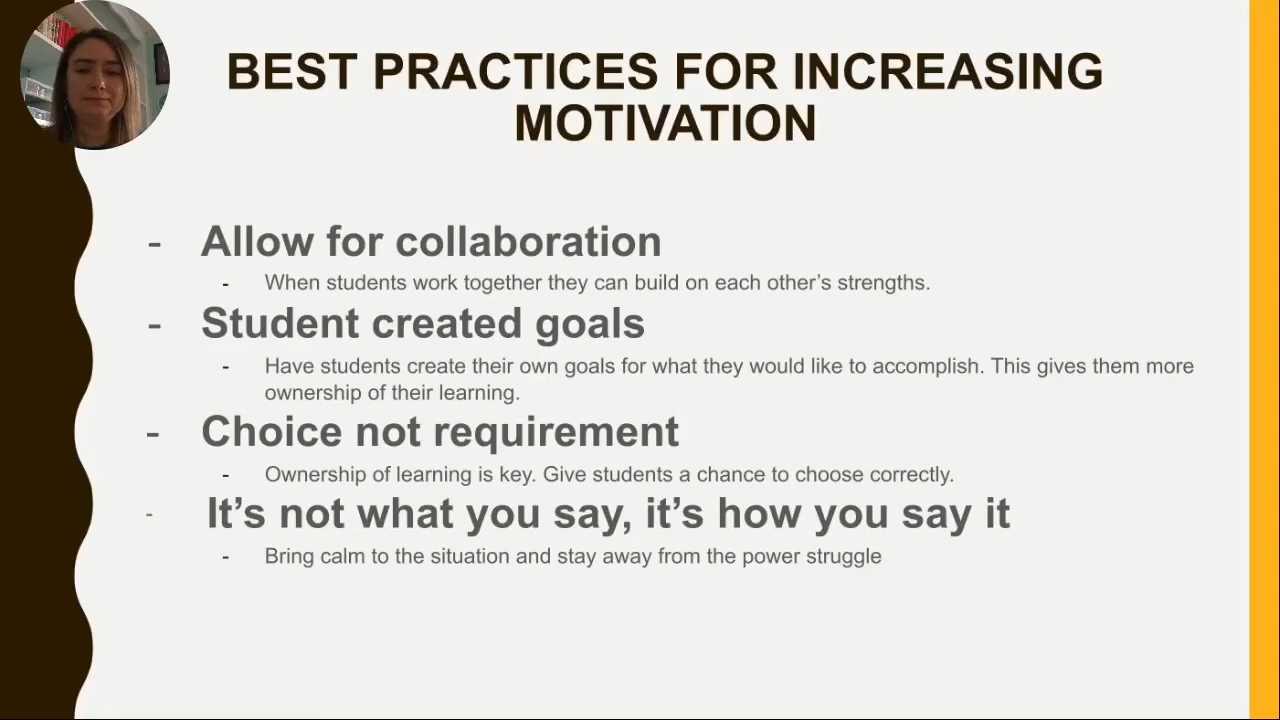 BEST PRACTICES FOR INCREASING
MOTIVATION
- Allow for collaboration
- When students work together they can build on each other’s strengths.
- Student created goals
- Have students create their own goals for what they would like to accomplish. This gives them more
ownership of their learning.
- Choice not requirement
- Ownership of learning is key. Give students a chance to choose correctly.
- It’s not what you say, it’s how you say it
- Bring calm to the situation and stay away from the power struggle